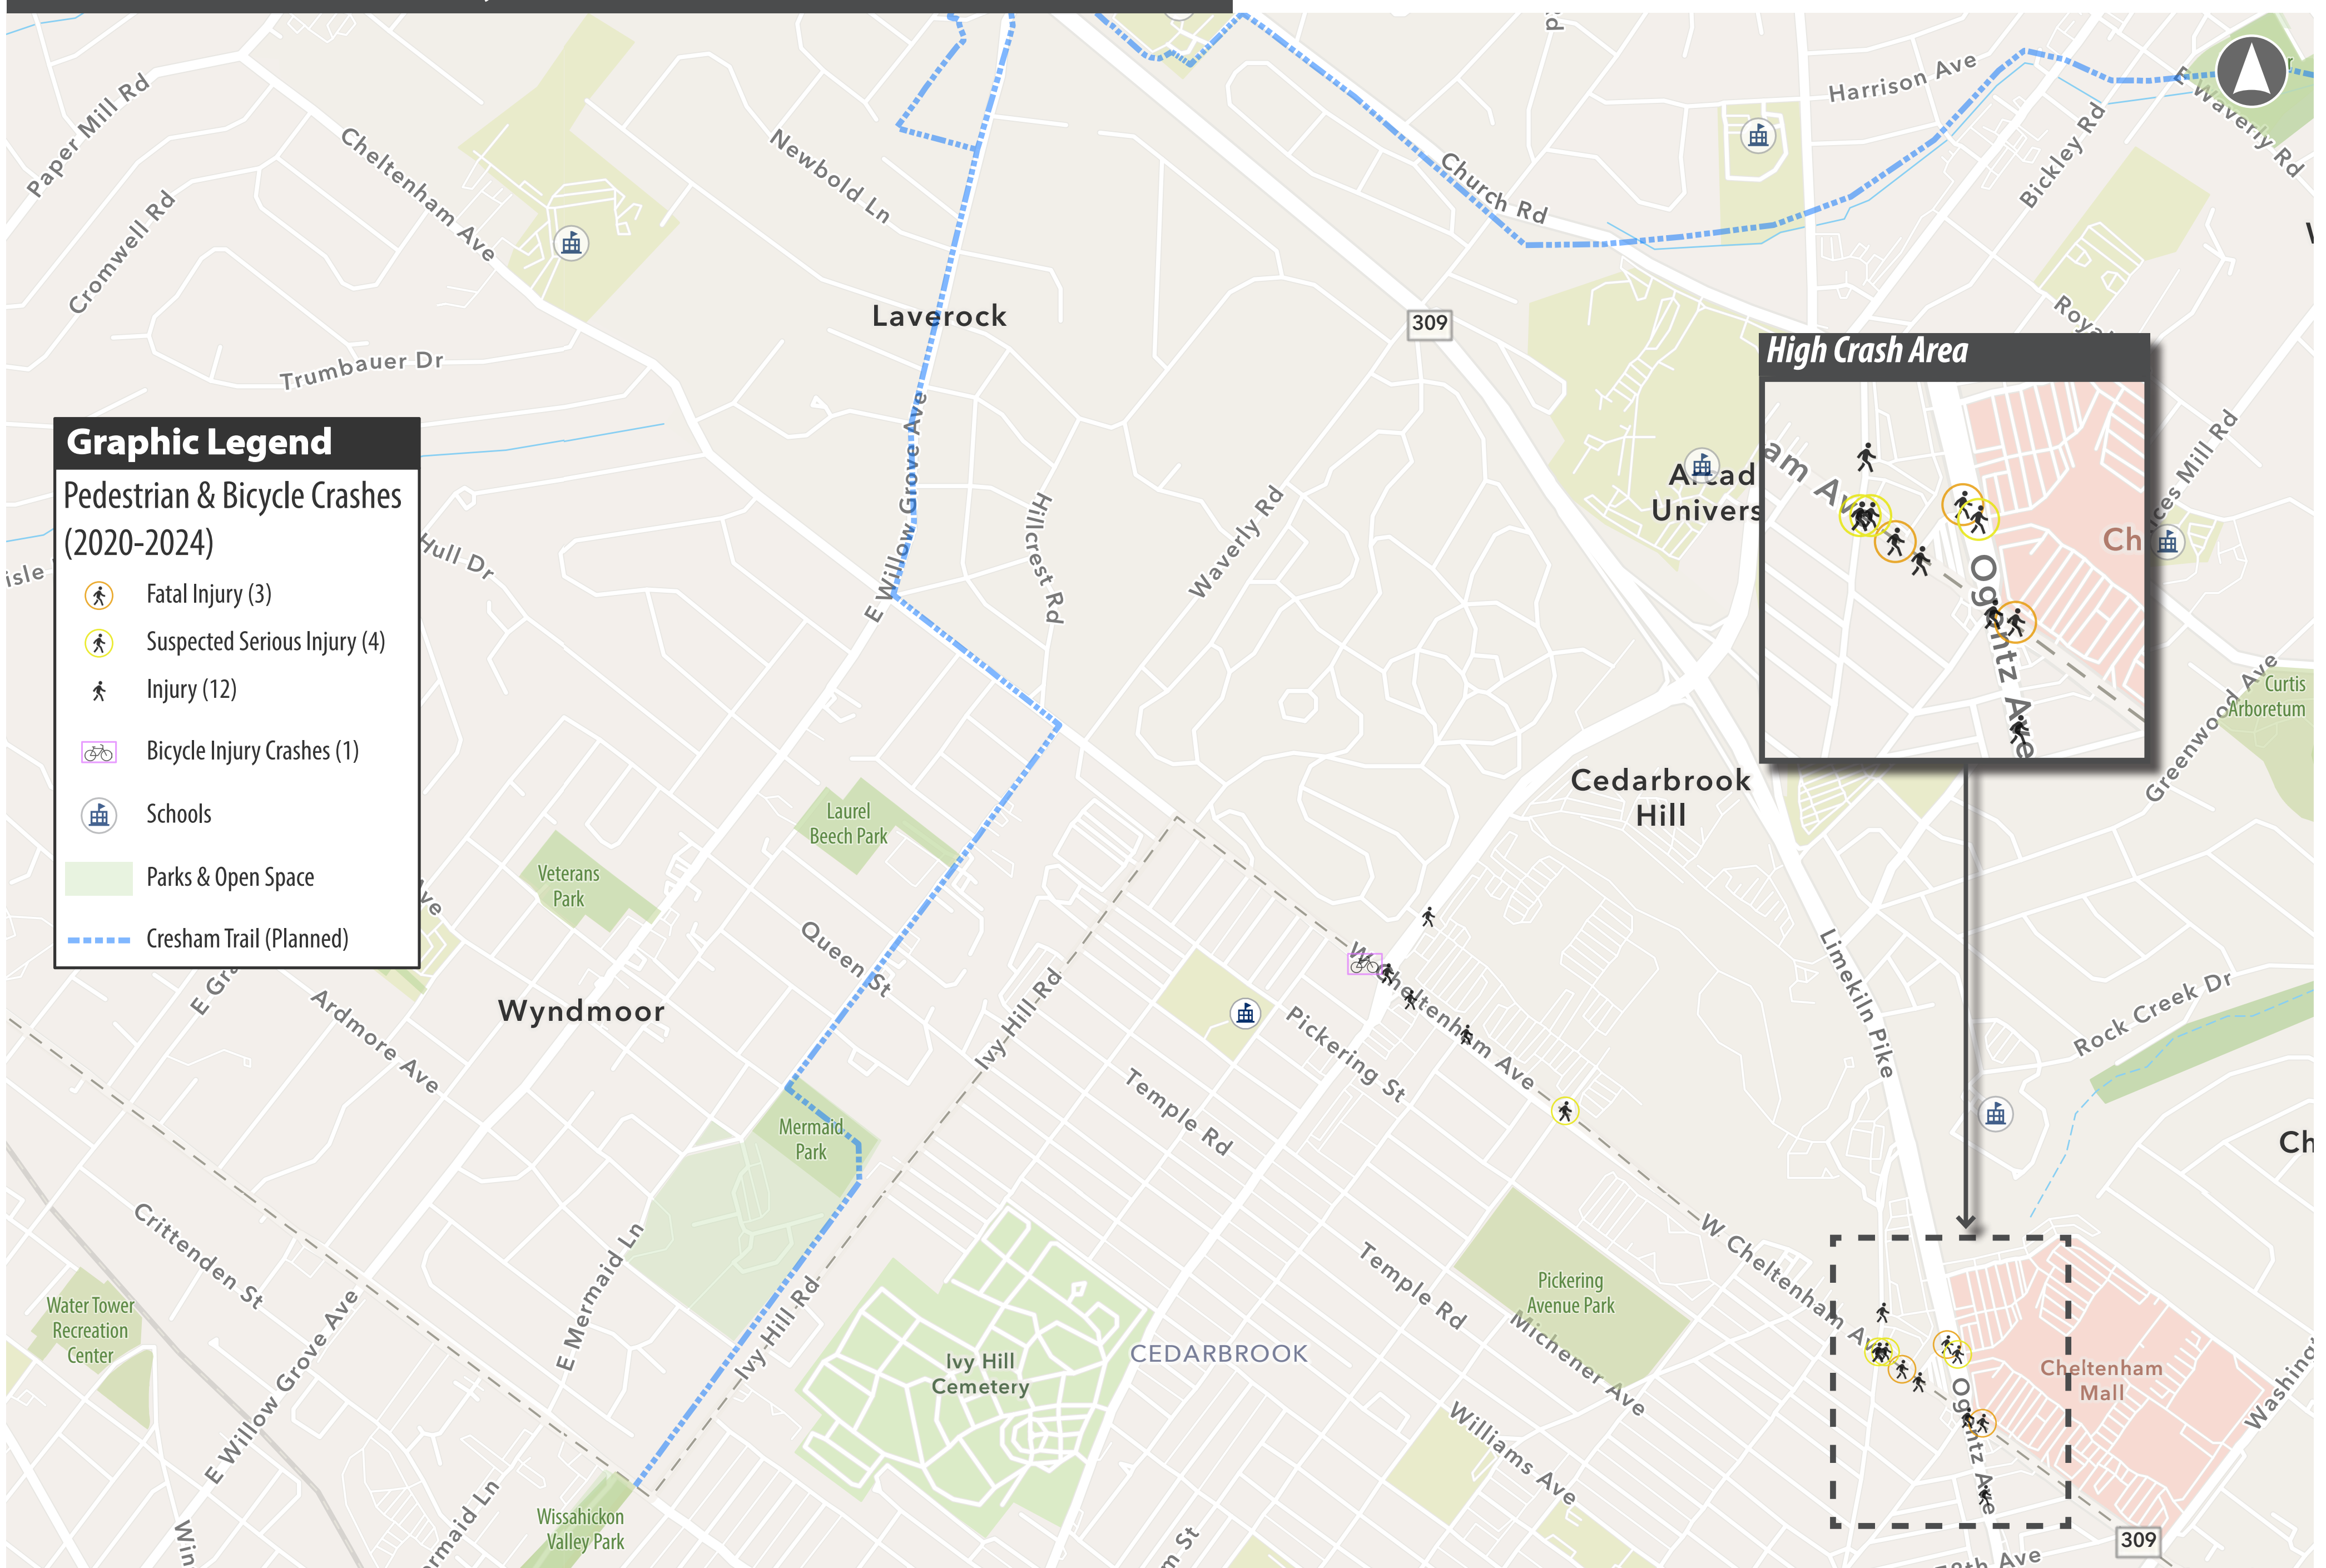 Paper Mill Rd
Cromwell Rd
Cheltenham Ave
Newbold Ln
Church Rd
Harrison Ave
Bickley Rd
E Waverly Rd
Trumbauer Dr
Laverock
309
High Crash Area
Ogontz Ave
Graphic Legend
Pedestrian & Bicycle Crashes
(2020-2024)
Fatal Injury (3)
Suspected Serious Injury (4)
Injury (12)
Bicycle Injury Crashes (1)
Schools
Parks & Open Space
Cresham Trail (Planned)
Hull Dr
E Willow Grove Ave
Hillcrest Rd
Waverly Rd
Greenwood Ave
Curtis
Arboretum
Cedarbrook
Hill
Laurel
Beech Park
Veterans
Park
Queen St
Wyndmoor
Ardmore Ave
Ivy Hill Rd
Pickering St
W Cheltenham Ave
Limekiln Pike
Rock Creek Dr
Temple Rd
Mermaid
Park
Crittenden St
E Mermaid Ln
Ivy Hill Rd
W Cheltenham Av
Temple Rd
Pickering
Avenue Park
Michener Ave
Water Tower
Recreation
Center
E Willow Grove Ave
Ivy Hill
Cemetery
CEDARBROOK
Cheltenham
Mall
Ogontz Ave
Williams Ave
Wissahickon
Valley Park
309